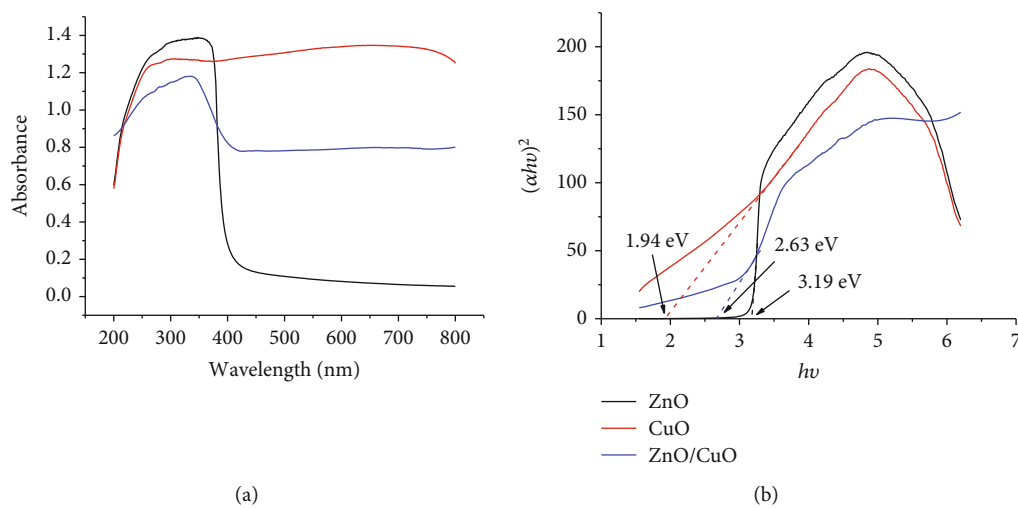 1.4
1.2
1.0
0.8
0.6
0.4
0.2
0.0
Absorbance
200 300 400 500 600 700 800
Wavelength (nm)
(a)
200
150
100
50
0
(αhυ)²
1.94 eV
2.63 eV
3.19 eV
1 2 3 4 5 6 7
hυ
ZnO
CuO
ZnO/CuO
(b)